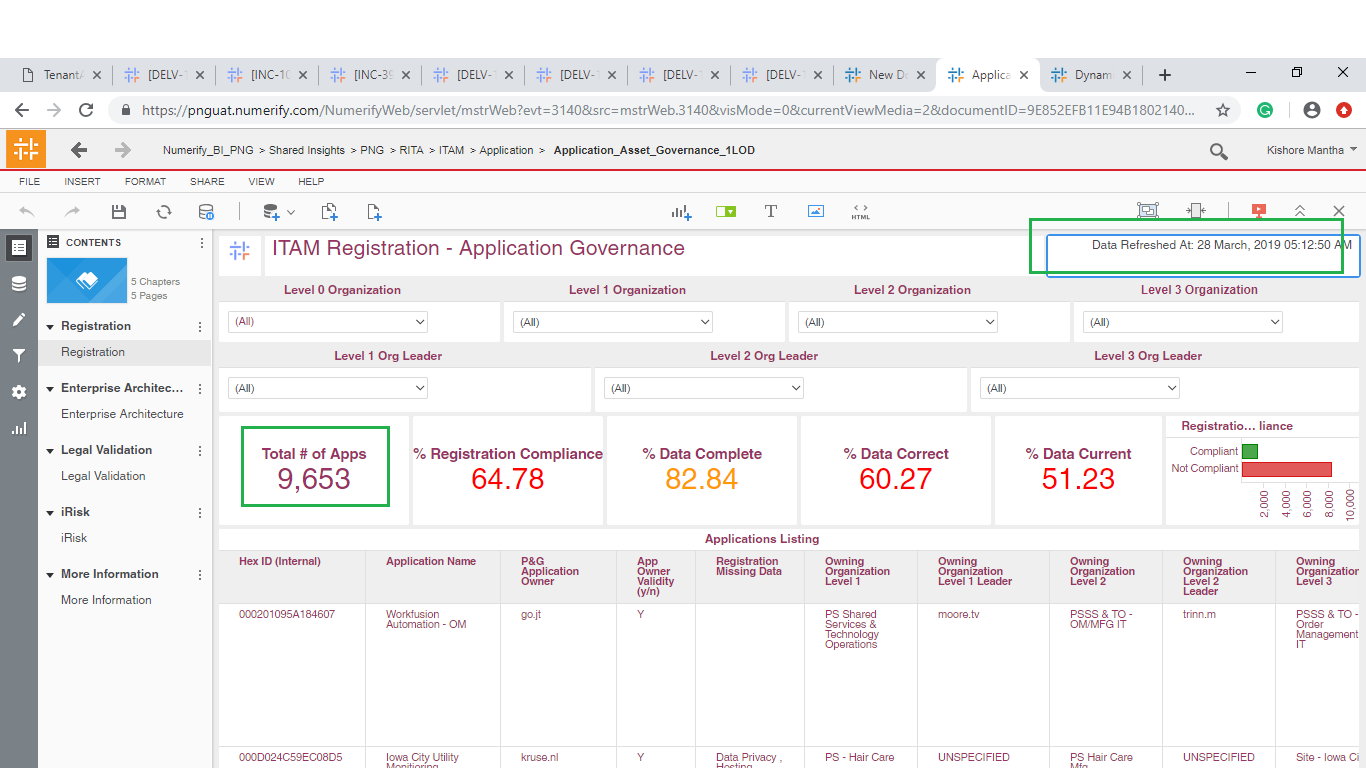 TenantA
[DELV-1
[INC-10
[INC-39
[DELV-1
[DELV-1
[DELV-1
[DELV-1
New Do
Applica
Dynam
https://pnguat.numerify.com/NumerifyWeb/servlet/mstrWeb?evt=3140&src=mstrWeb.3140&visMode=0&currentViewMedia=2&documentID=9E852EFB11E94B1802140...
Numerify_BI_PNG > Shared Insights > PNG > RITA > ITAM > Application > Application_Asset_Governance_1LOD
Kishore Mantha
FILE INSERT FORMAT SHARE VIEW HELP
T
HTML
CONTENTS
5 Chapters
5 Pages
Registration
Registration
Enterprise Architec...
Enterprise Architecture
Legal Validation
Legal Validation
iRisk
iRisk
More Information
More Information
ITAM Registration - Application Governance
Data Refreshed At: 28 March, 2019 05:12:50 AM
Level 0 Organization Level 1 Organization Level 2 Organization Level 3 Organization
(All) (All) (All) (All)
Level 1 Org Leader Level 2 Org Leader Level 3 Org Leader
(All) (All) (All)
Total # of Apps
9,653
% Registration Compliance
64.78
% Data Complete
82.84
% Data Correct
60.27
% Data Current
51.23
Registratio... liance
Compliant
Not Compliant
2,000
4,000
6,000
8,000
10,000
Applications Listing
Hex ID (Internal)
Application Name
P&G
Application
Owner
App
Owner
Validity
(y/n)
Registration
Missing Data
Owning
Organization
Level 1
Owning
Organization
Level 1 Leader
Owning
Organization
Level 2
Owning
Organization
Level 2
Leader
Owning
Organization
Level 3
000201095A184607
Workfusion
Automation - OM
go.jt
Y
PS Shared
Services &
Technology
Operations
moore.tv
PSSS & TO -
OM/MFG IT
trinn.m
PSSS & TO -
Order
Management
IT
000D024C59EC08D5
Iowa City Utility
Monitoring
kruse.nl
Y
Data Privacy ,
Hosting
PS - Hair Care
UNSPECIFIED
PS Hair Care
Mfg
UNSPECIFIED
Site - Iowa Ci